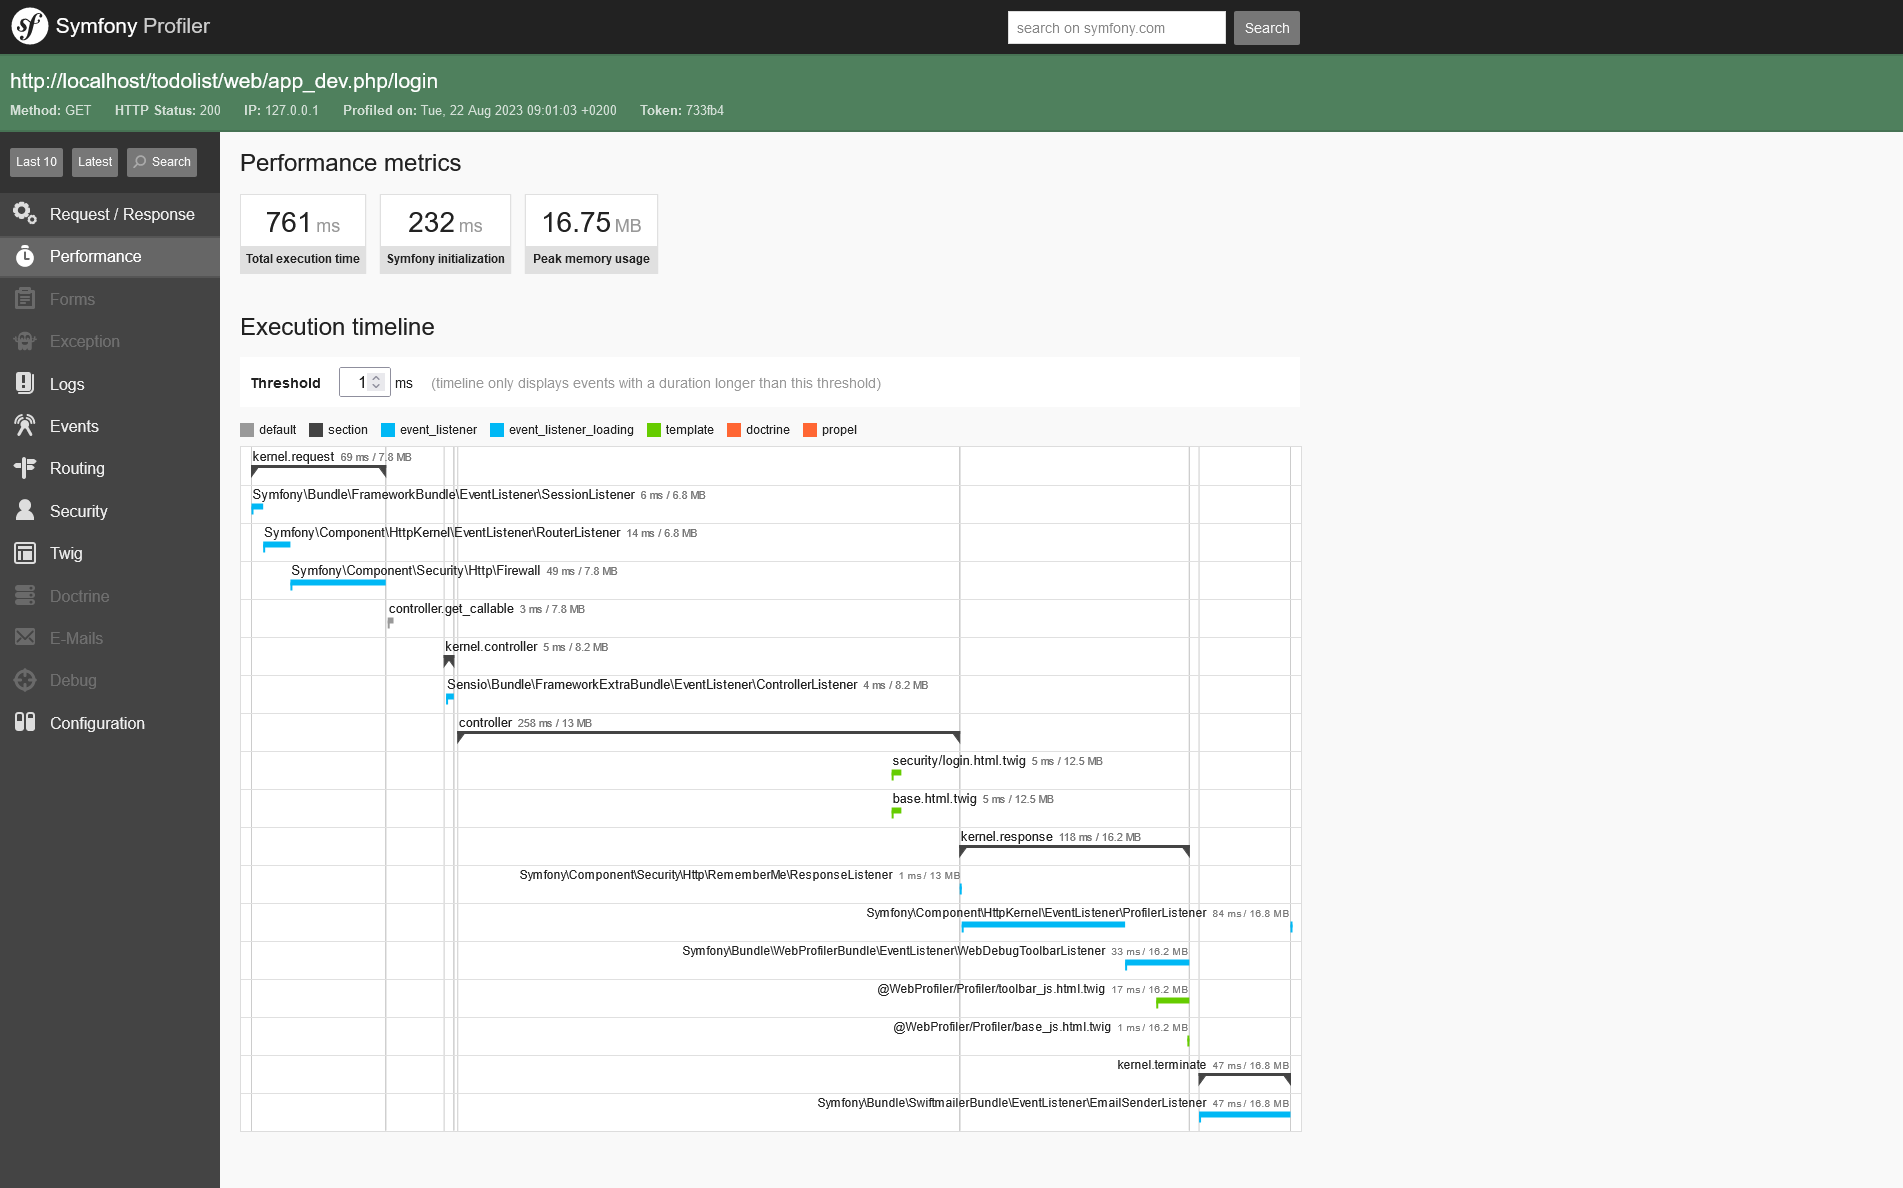 sf Symfony Profiler
search on symfony.com Search
http://localhost/todolist/web/app_dev.php/login
Method: GET HTTP Status: 200 IP: 127.0.0.1 Profiled on: Tue, 22 Aug 2023 09:01:03 +0200 Token: 733fb4
Last 10 Latest Search
Request / Response
Performance
Forms
Exception
Logs
Events
Routing
Security
Twig
Doctrine
E-Mails
Debug
Configuration
Performance metrics
761 ms
Total execution time
232 ms
Symfony initialization
16.75 MB
Peak memory usage
Execution timeline
Threshold 1 ms (timeline only displays events with a duration longer than this threshold)
default section event_listener event_listener_loading template doctrine propel
kernel.request 69 ms / 7.8 MB
Symfony\Bundle\FrameworkBundle\EventListener\SessionListener 6 ms / 6.8 MB
Symfony\Component\HttpKernel\EventListener\RouterListener 14 ms / 6.8 MB
Symfony\Component\Security\Http\Firewall 49 ms / 7.8 MB
controller.get_callable 3 ms / 7.8 MB
kernel.controller 5 ms / 8.2 MB
Sensio\Bundle\FrameworkExtraBundle\EventListener\ControllerListener 4 ms / 8.2 MB
controller 258 ms / 13 MB
security/login.html.twig 5 ms / 12.5 MB
base.html.twig 5 ms / 12.5 MB
kernel.response 118 ms / 16.2 MB
Symfony\Component\Security\Http\RememberMe\ResponseListener 1 ms / 13 MB
Symfony\Component\HttpKernel\EventListener\ProfilerListener 84 ms / 16.8 MB
Symfony\Bundle\WebProfilerBundle\EventListener\WebDebugToolbarListener 33 ms / 16.2 MB
@WebProfiler/Profiler/toolbar_js.html.twig 17 ms / 16.2 MB
@WebProfiler/Profiler/base_js.html.twig 1 ms / 16.2 MB
kernel.terminate 47 ms / 16.8 MB
Symfony\Bundle\SwiftmailerBundle\EventListener\EmailSenderListener 47 ms / 16.8 MB